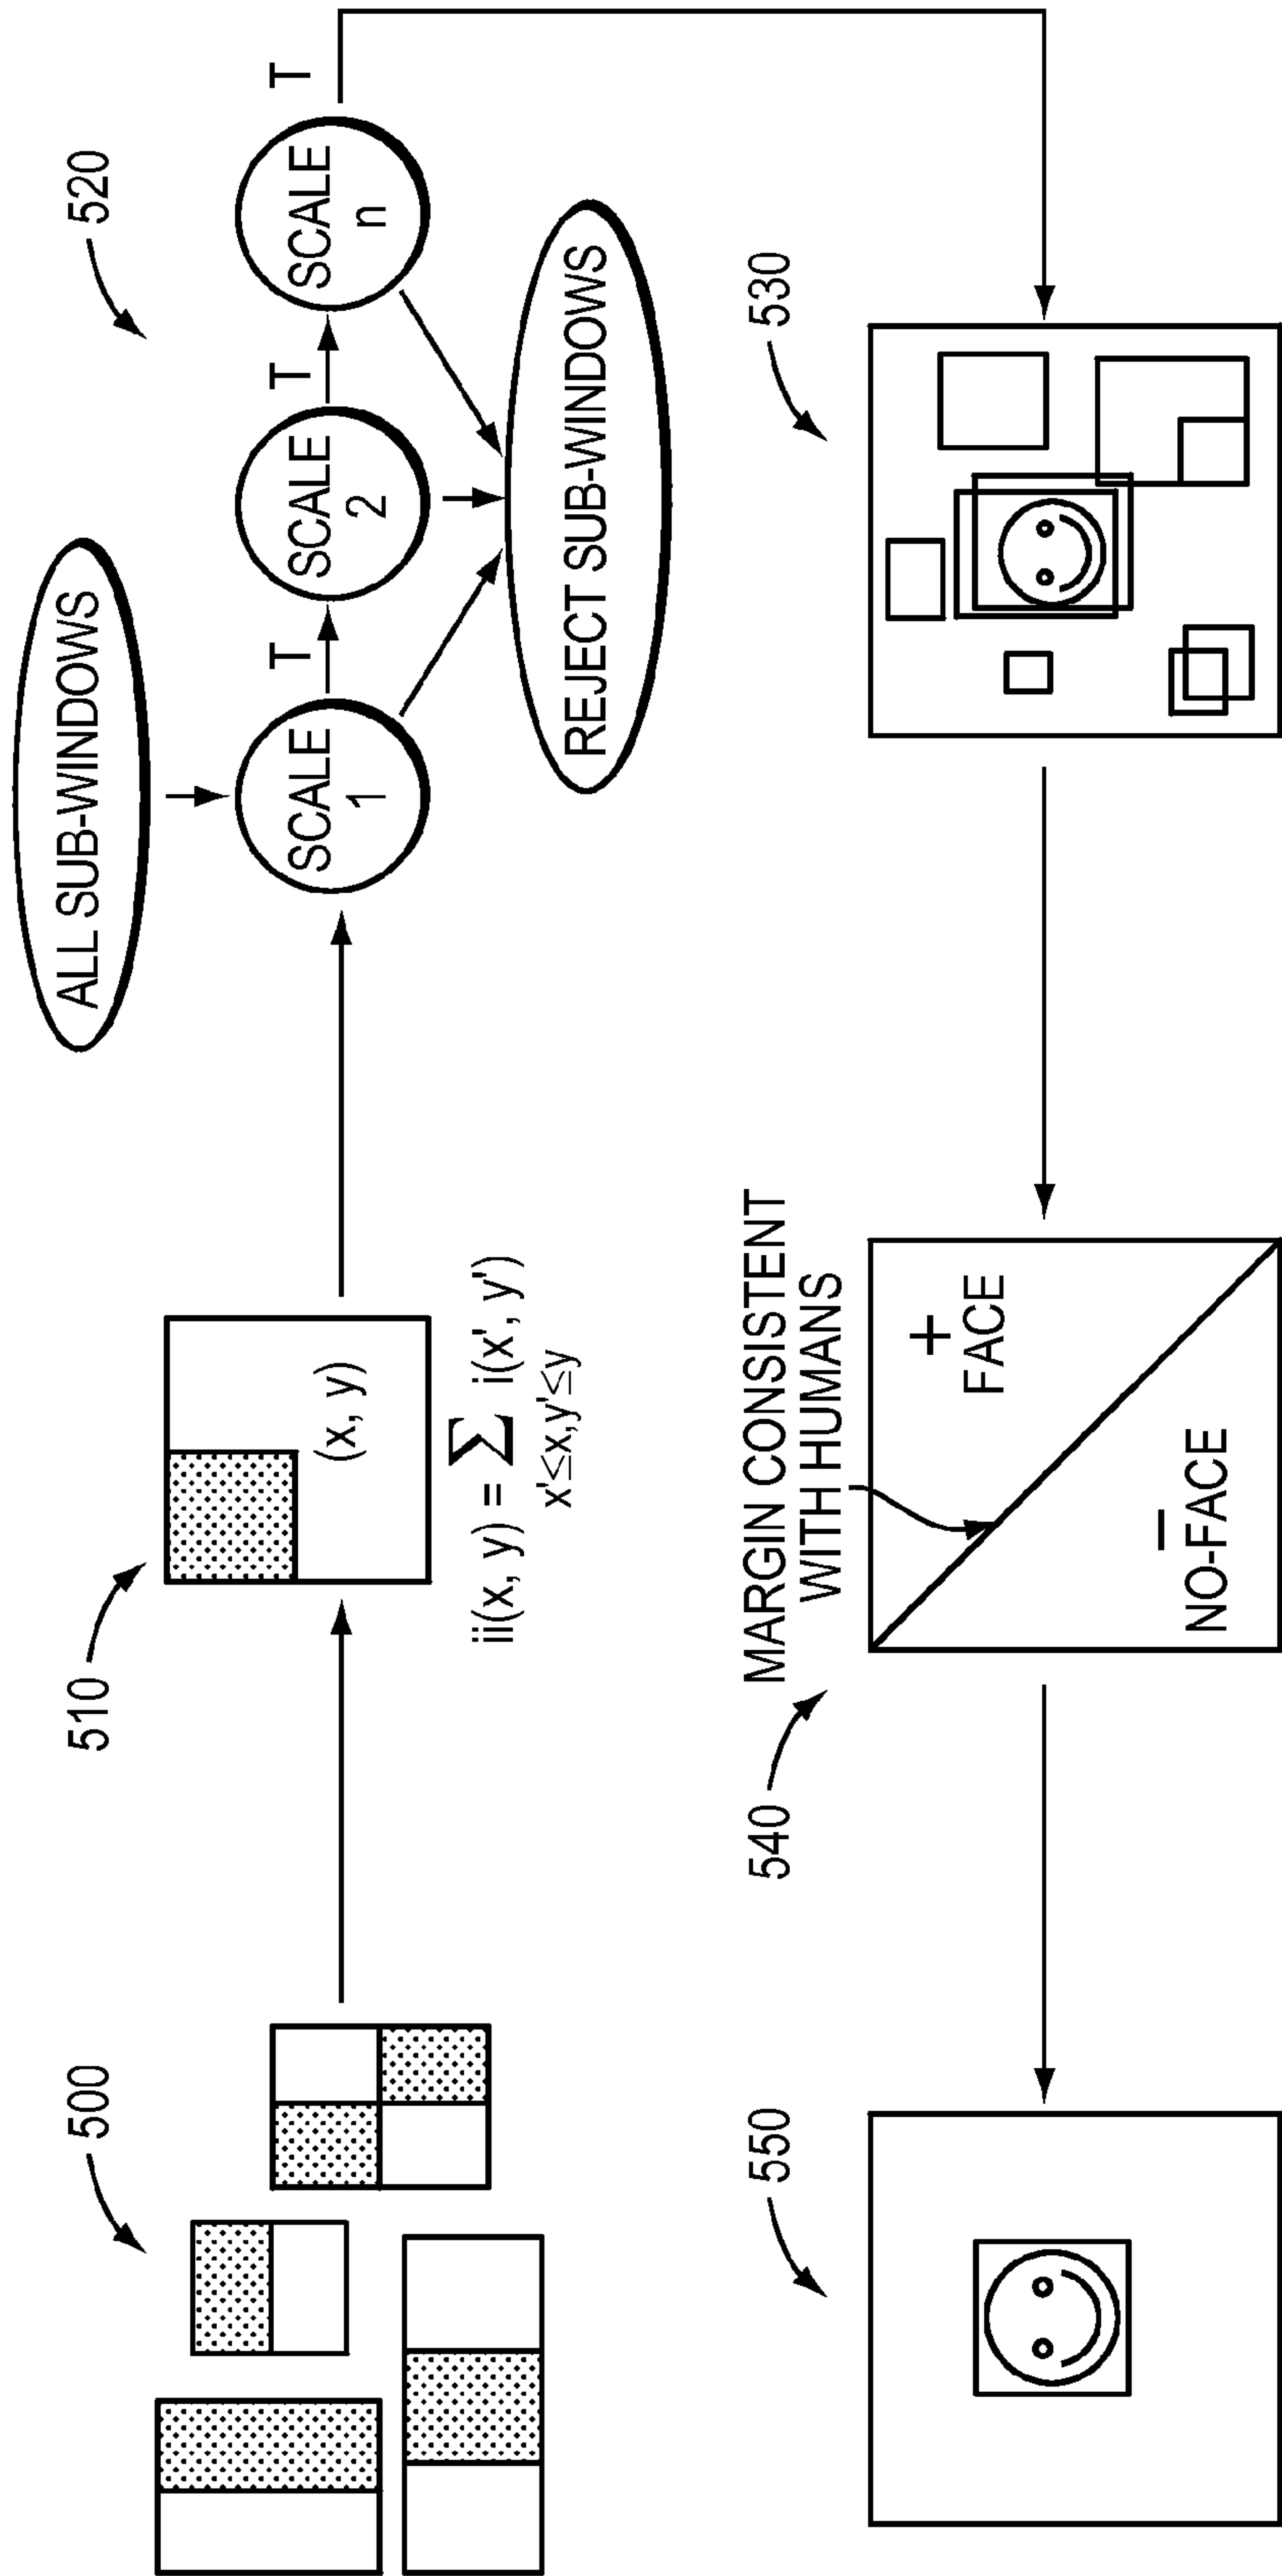 500
510
(x, y)
ii(x, y) = ∑ i(x', y')
x'≤x,y'≤y
520
ALL SUB-WINDOWS
SCALE
1
T
SCALE
2
T
SCALE
n
T
REJECT SUB-WINDOWS
550
540
MARGIN CONSISTENT
WITH HUMANS
+
FACE
−
NO-FACE
530